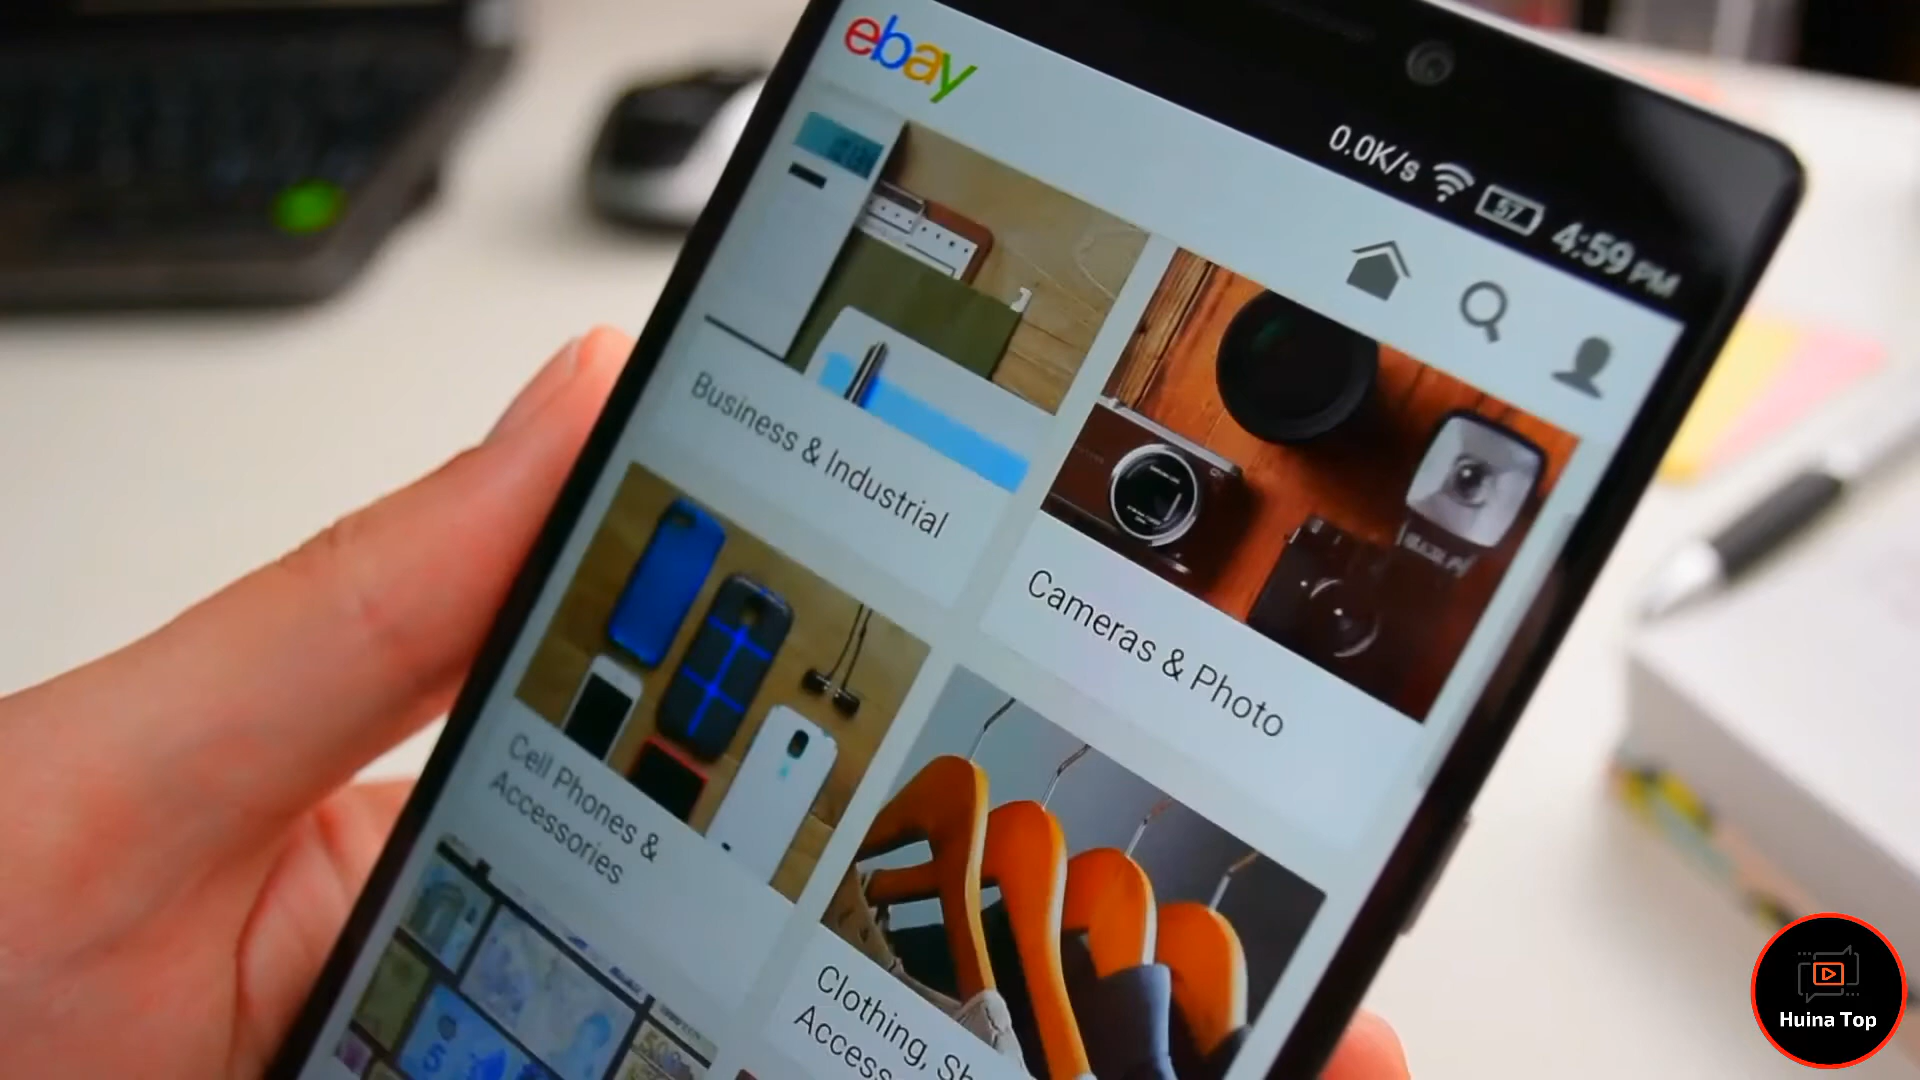 ebay
0.0K/s 57 4:59 PM
Business & Industrial
Cameras & Photo
Cell Phones &
Accessories
Clothing, Sh
Access
Huina Top